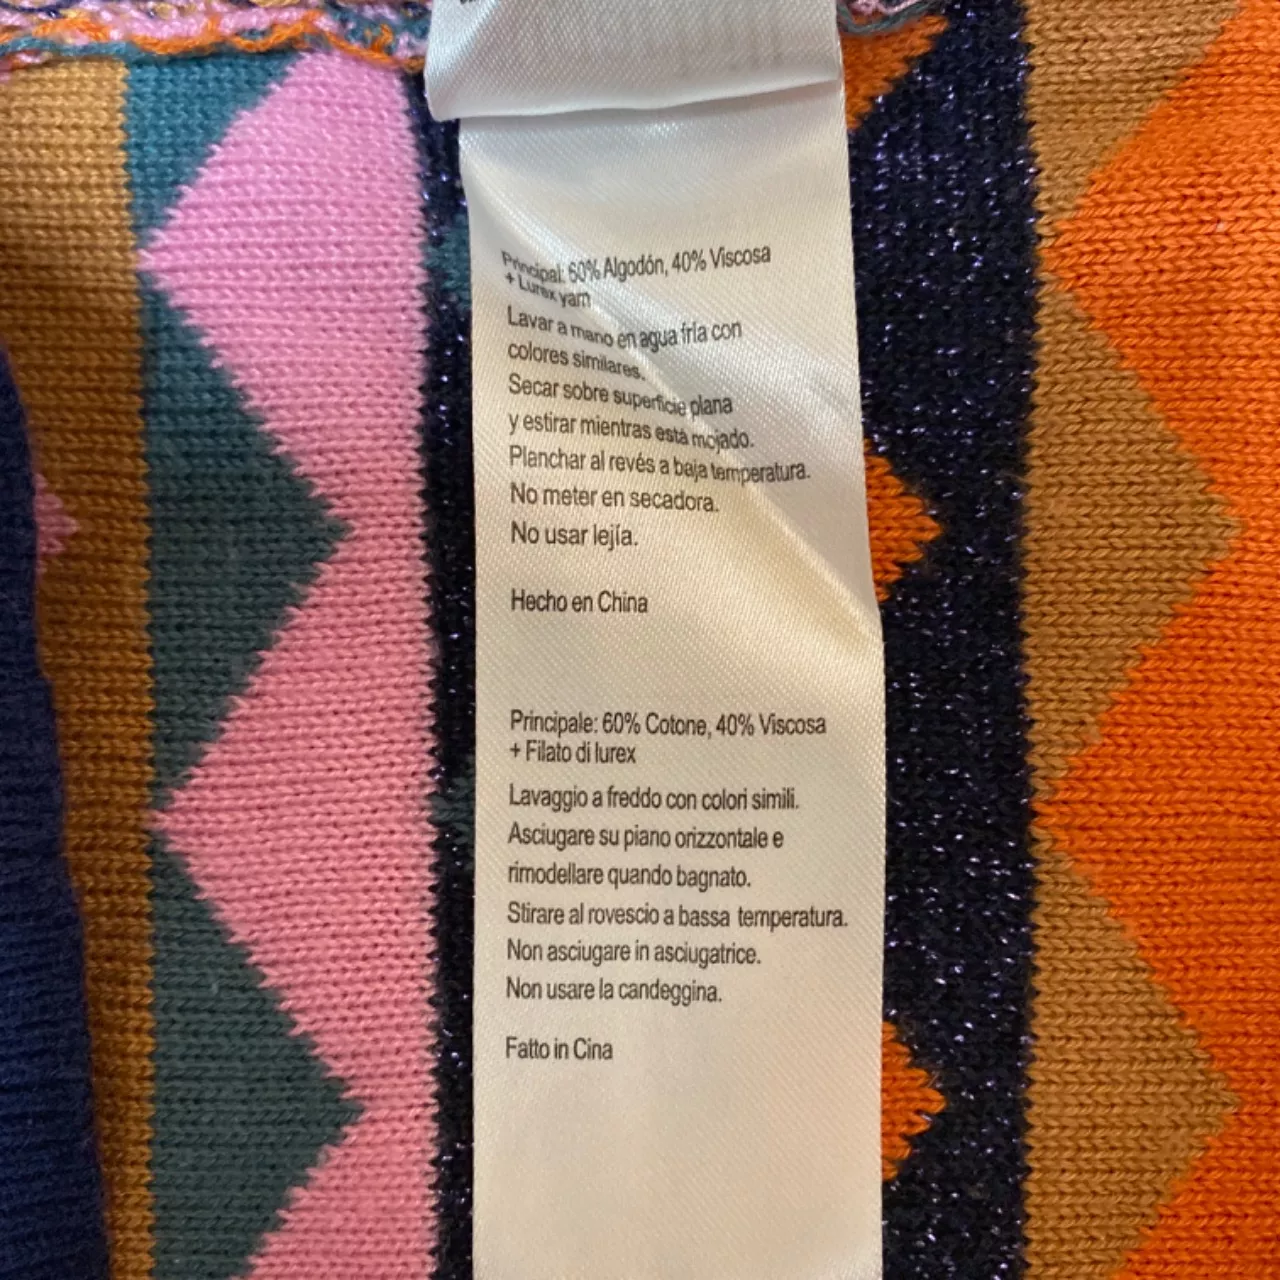 Principal: 60% Algodón, 40% Viscosa
+ Lurex yarn
Lavar a mano en agua fría con
colores similares.
Secar sobre superficie plana
y estirar mientras está mojado.
Planchar al revés a baja temperatura.
No meter en secadora.
No usar lejía.
Hecho en China
Principale: 60% Cotone, 40% Viscosa
+ Filato di lurex
Lavaggio a freddo con colori simili.
Asciugare su piano orizzontale e
rimodellare quando bagnato.
Stirare al rovescio a bassa temperatura.
Non asciugare in asciugatrice.
Non usare la candeggina.
Fatto in Cina